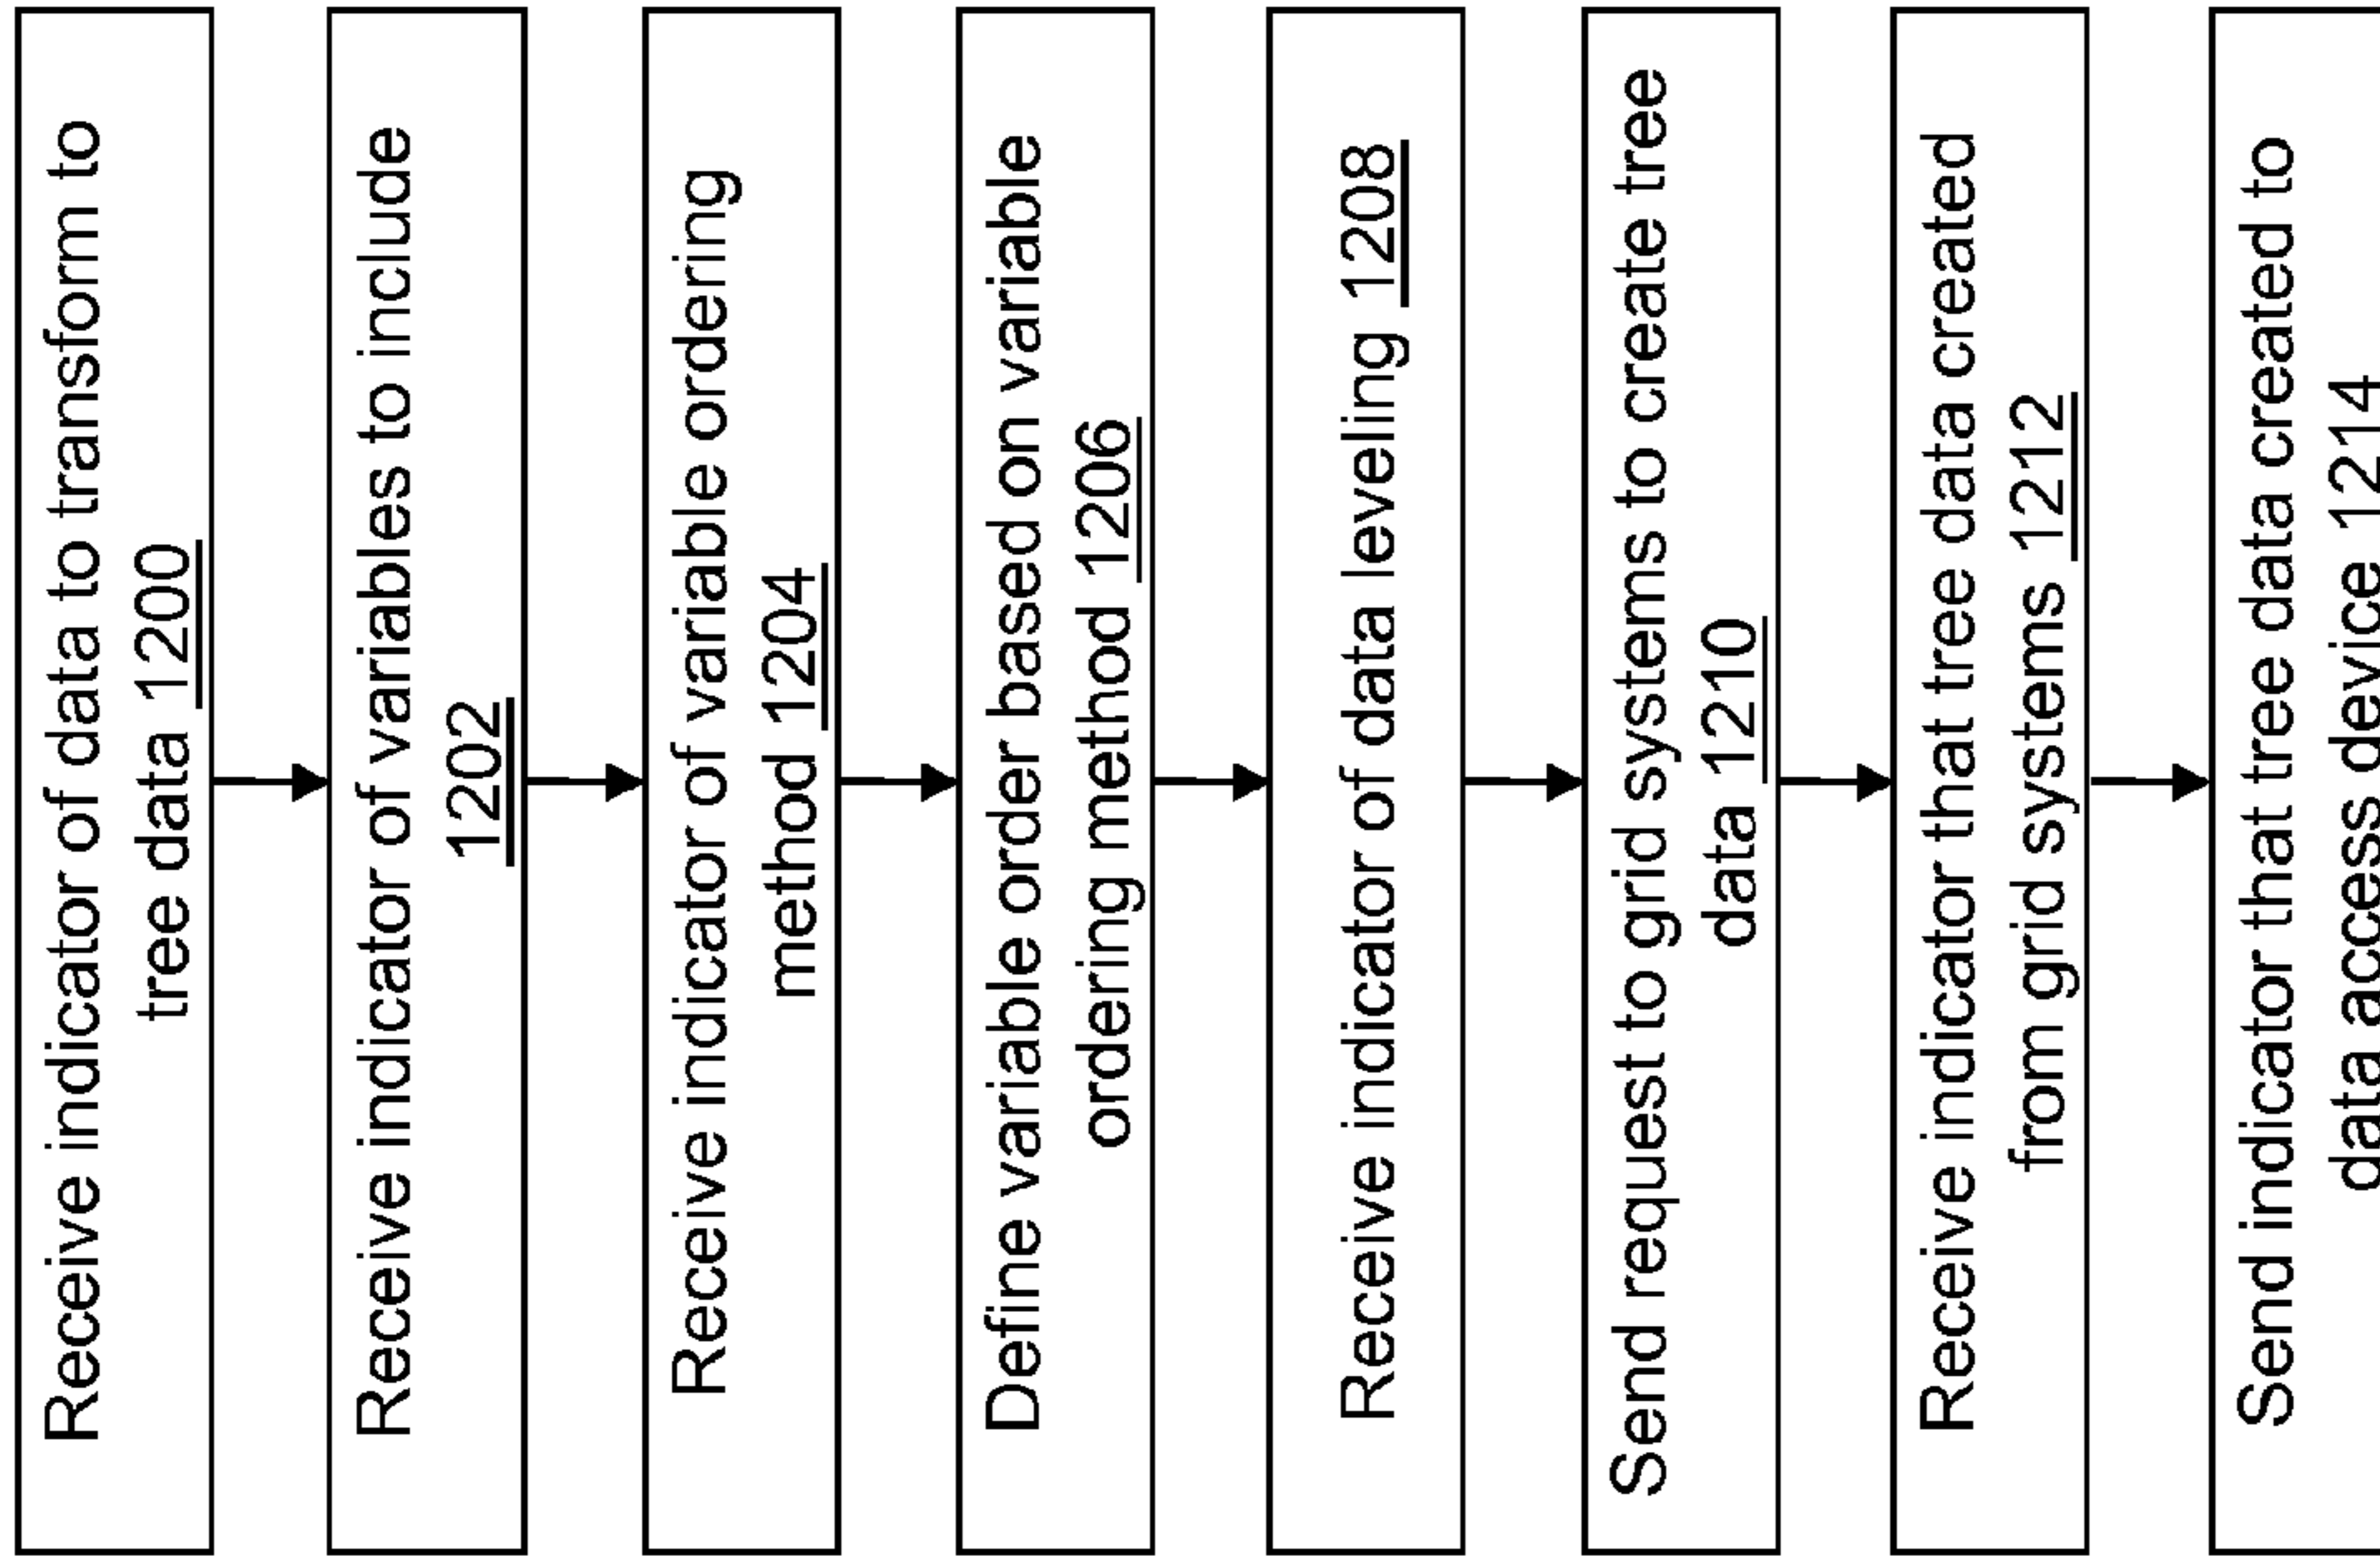 Receive indicator of data to transform to
tree data 1200
Receive indicator of variables to include
1202
Receive indicator of variable ordering
method 1204
Define variable order based on variable
ordering method 1206
Receive indicator of data leveling 1208
Send request to grid systems to create tree
data 1210
Receive indicator that tree data created
from grid systems 1212
Send indicator that tree data created to
data access device 1214